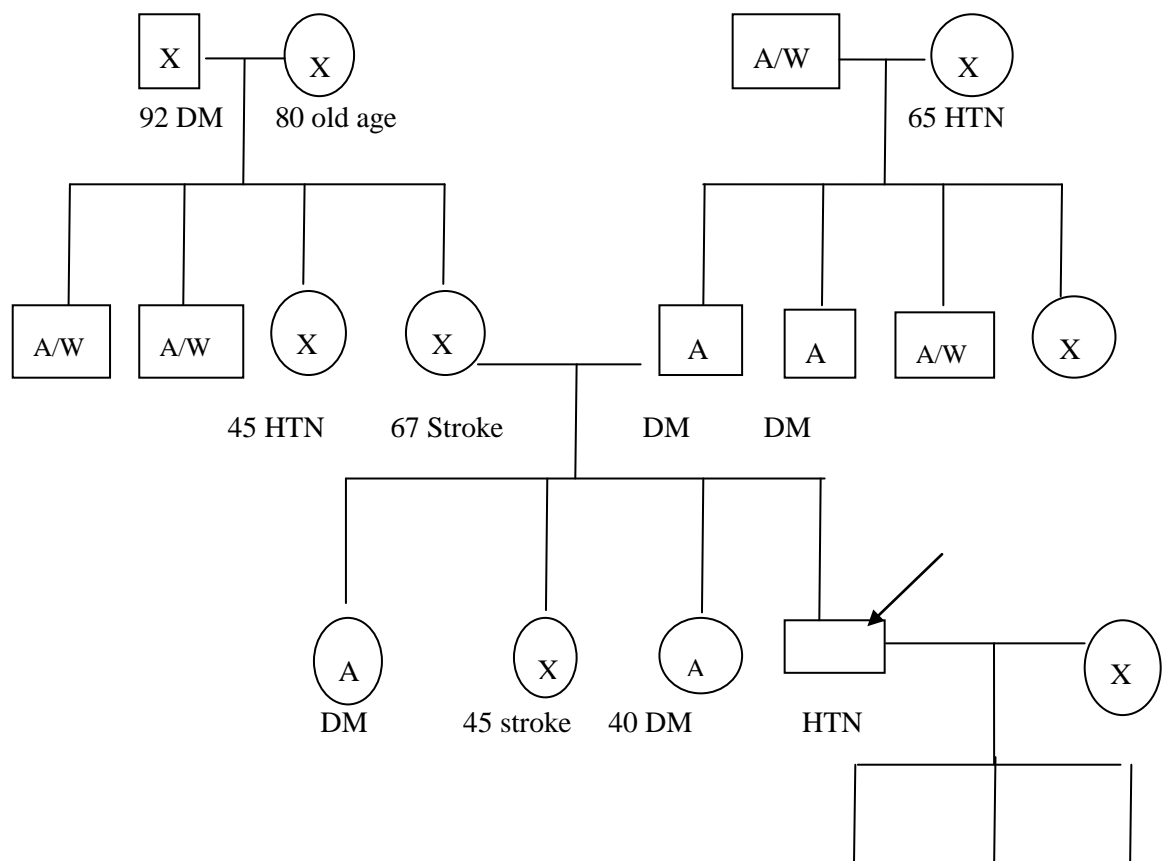 X X A/W X
92 DM 80 old age 65 HTN
A/W A/W X X A A A/W X
45 HTN 67 Stroke DM DM
A X A X
DM 45 stroke 40 DM HTN